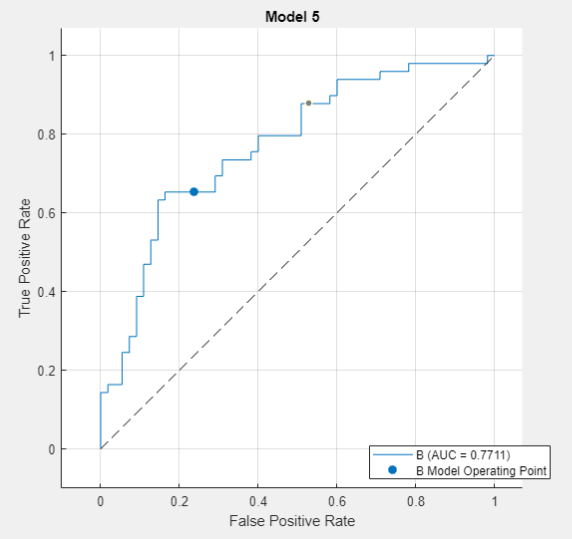 Model 5
1
0.8
0.6
0.4
0.2
0
True Positive Rate
B (AUC = 0.7711)
B Model Operating Point
0 0.2 0.4 0.6 0.8 1
False Positive Rate